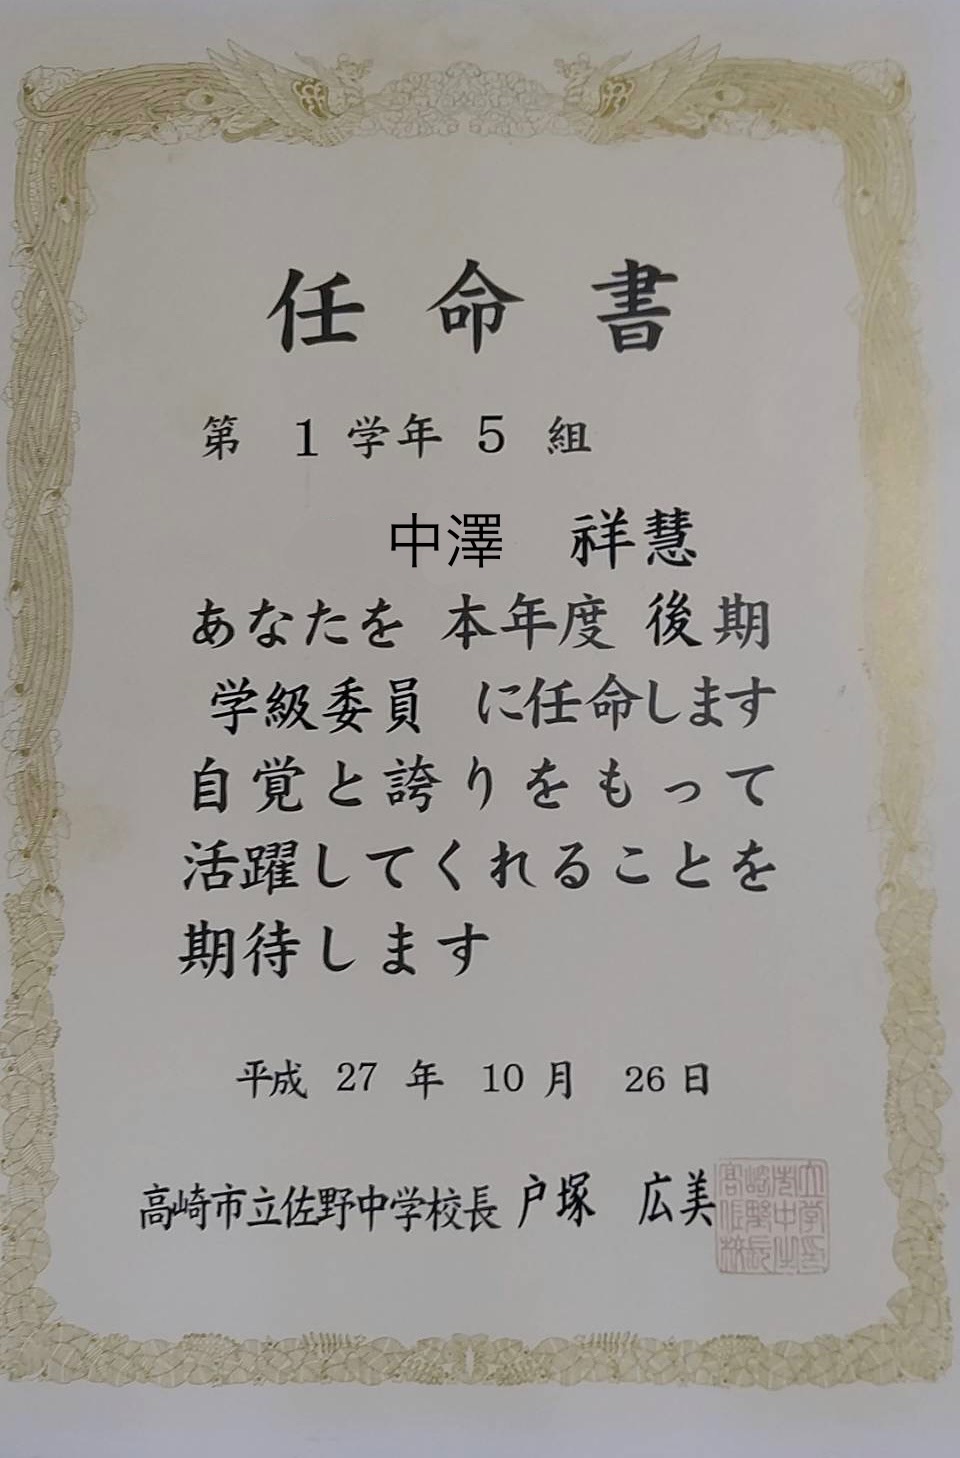 任命書
第 1 学年 5 組
中澤 祥慧
あなたを 本年度 後期
学級委員 に任命します
自覚と誇りをもって
活躍してくれることを
期待します
平成 27 年 10 月 26 日
高崎市立佐野中学校長 戸塚 広美